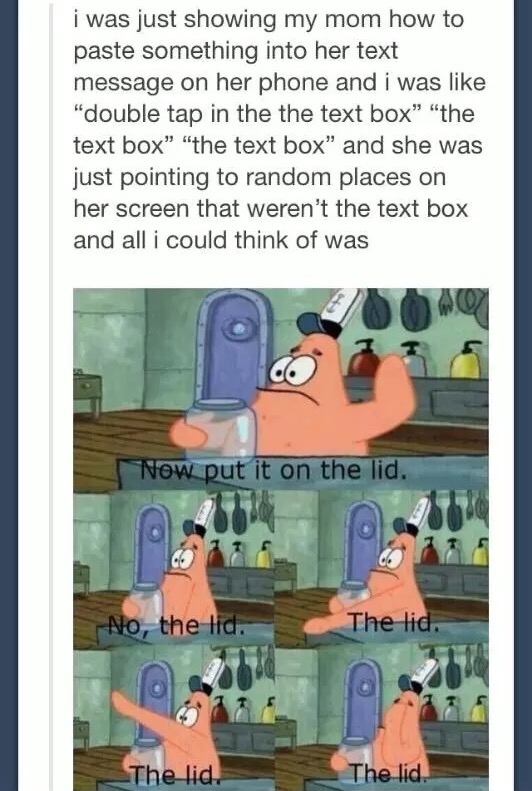 i was just showing my mom how to
paste something into her text
message on her phone and i was like
“double tap in the the text box” “the
text box” “the text box” and she was
just pointing to random places on
her screen that weren’t the text box
and all i could think of was
Now put it on the lid.
No, the lid.
The lid.
The lid.
The lid.